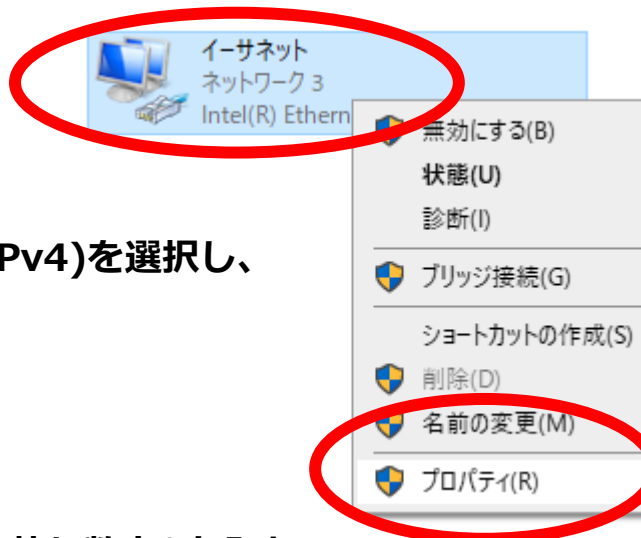 イーサネット
ネットワーク 3
Intel(R) Ethern
無効にする(B)
状態(U)
診断(I)
Pv4)を選択し、
ブリッジ接続(G)
ショートカットの作成(S)
削除(D)
名前の変更(M)
プロパティ(R)